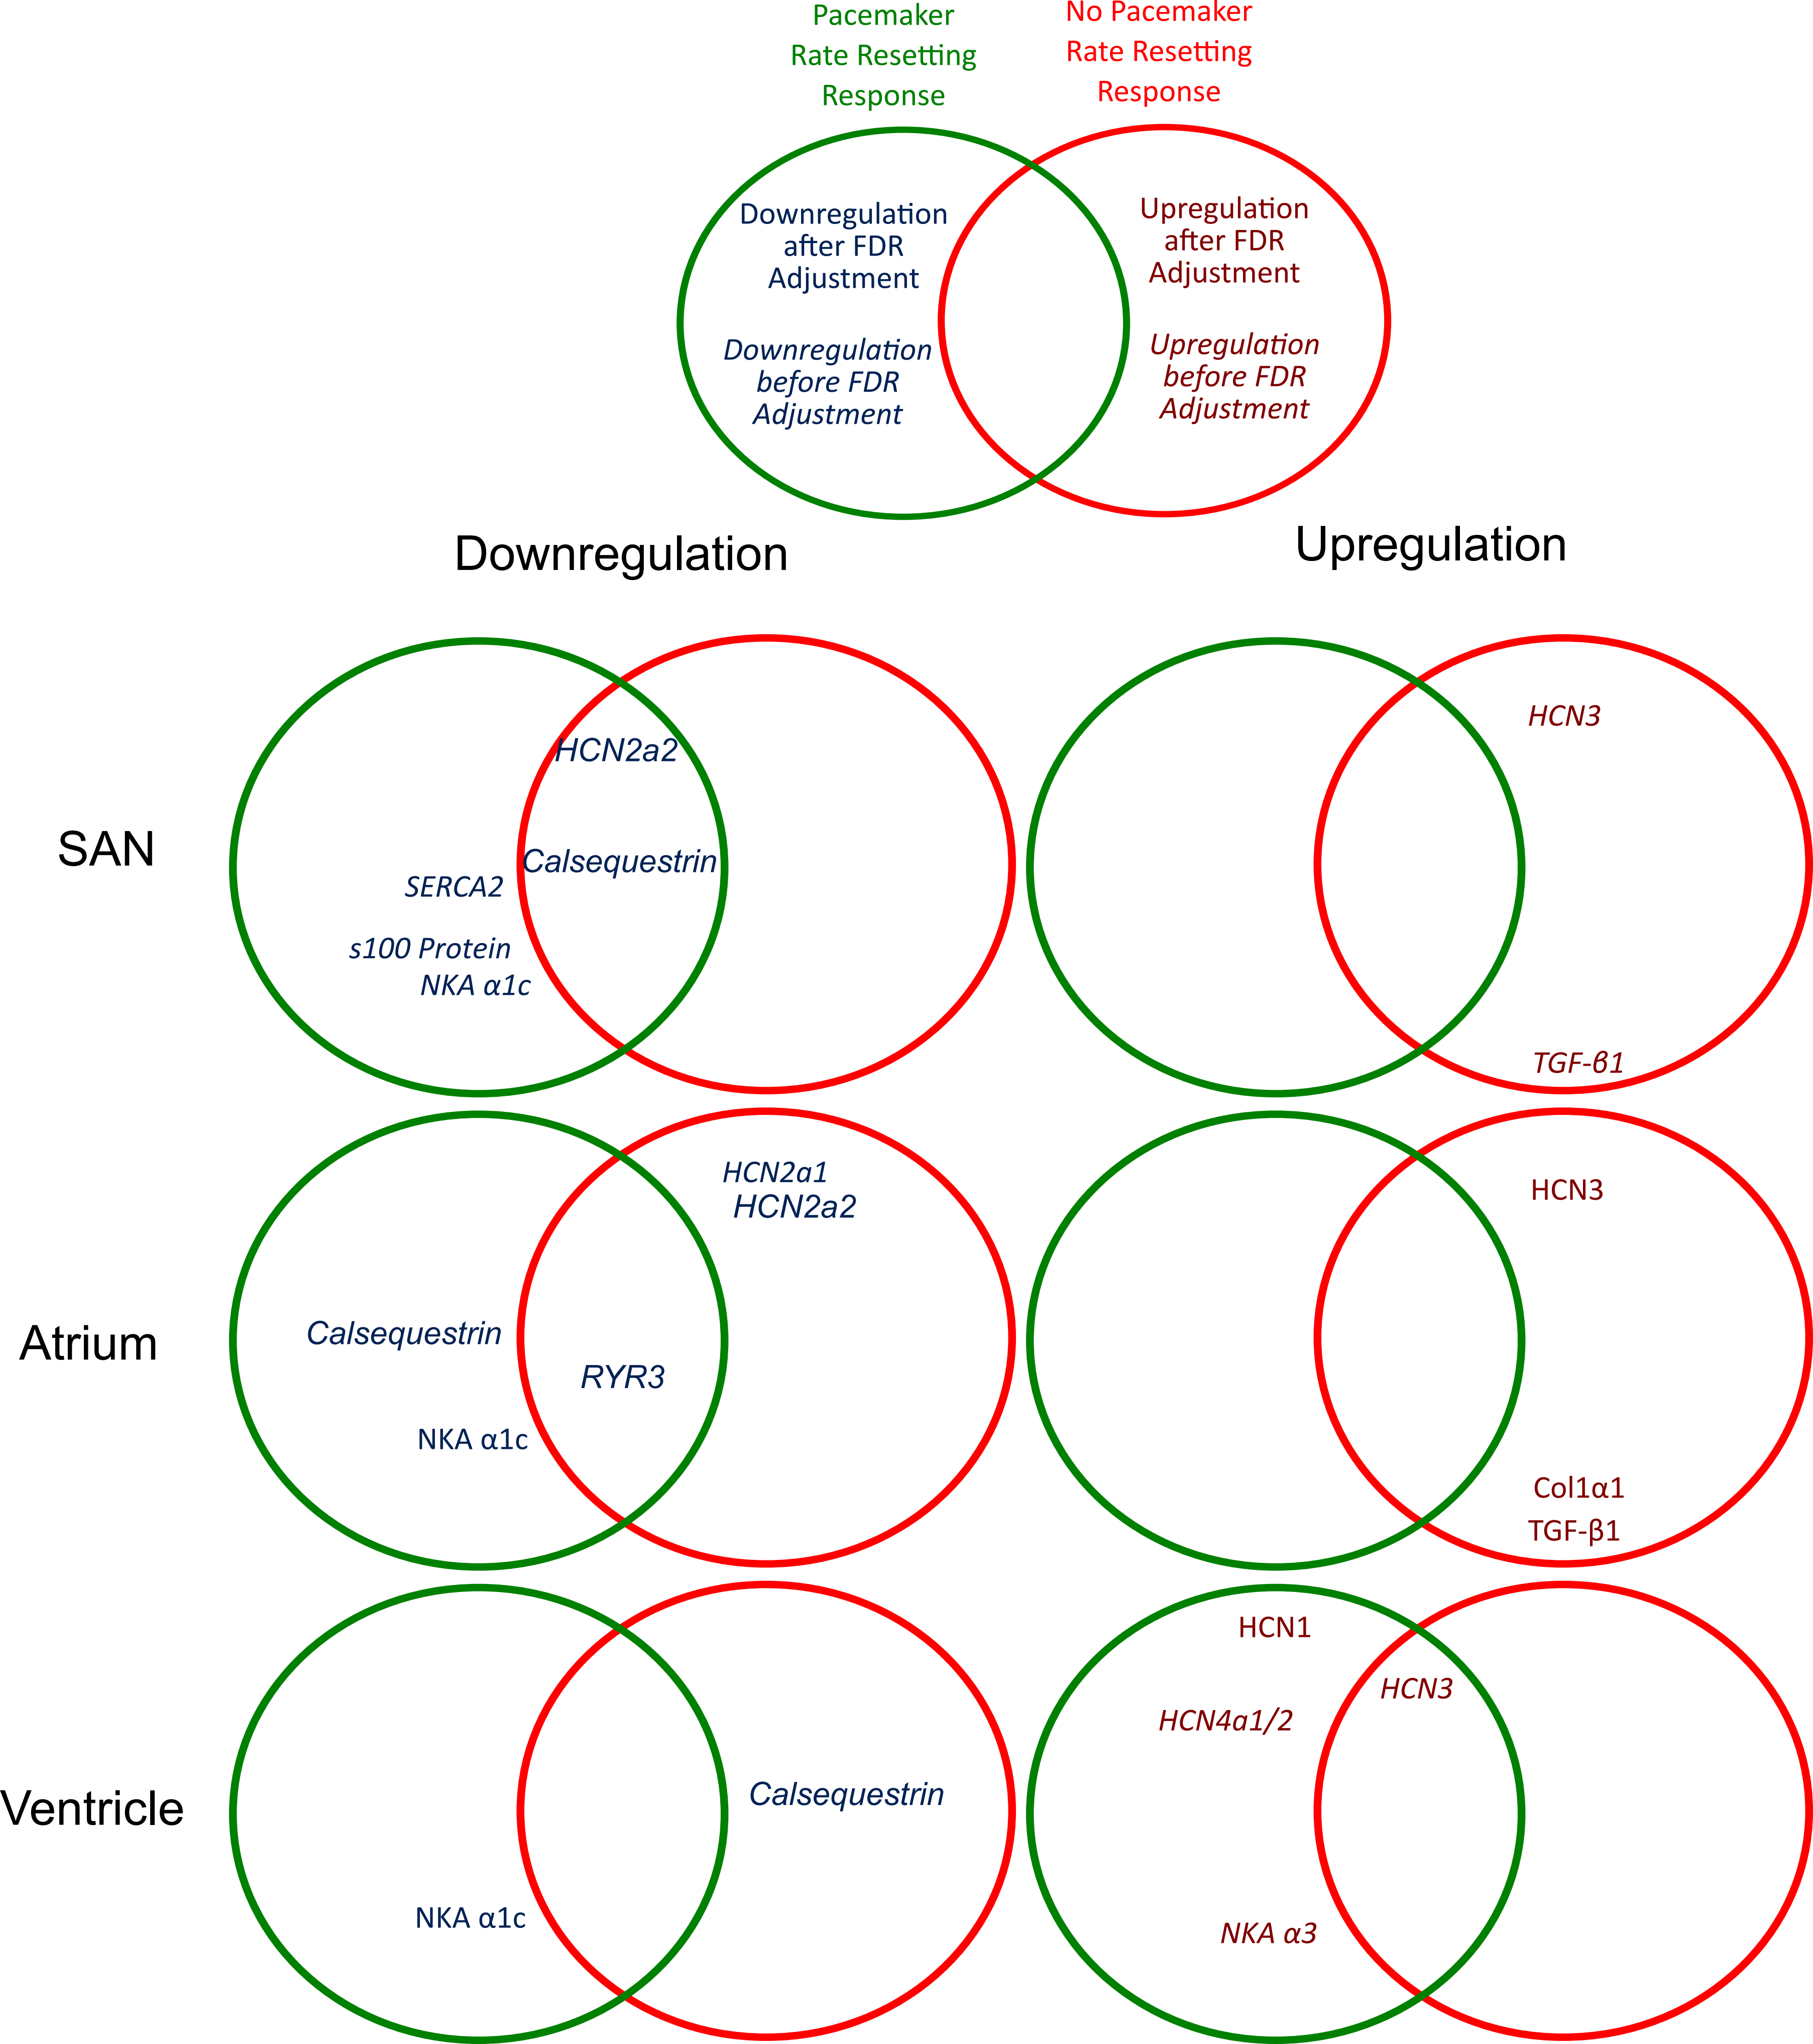 Pacemaker
Rate Resetting
Response
No Pacemaker
Rate Resetting
Response
Downregulation
after FDR
Adjustment
Upregulation
after FDR
Adjustment
Downregulation
before FDR
Adjustment
Upregulation
before FDR
Adjustment
Downregulation
Upregulation
SAN
HCN2a2
Calsequestrin
SERCA2
s100 Protein
NKA α1c
HCN3
TGF-β1
Atrium
HCN2a1
HCN2a2
Calsequestrin
RYR3
NKA α1c
HCN3
Col1α1
TGF-β1
Ventricle
Calsequestrin
NKA α1c
HCN1
HCN3
HCN4a1/2
NKA α3